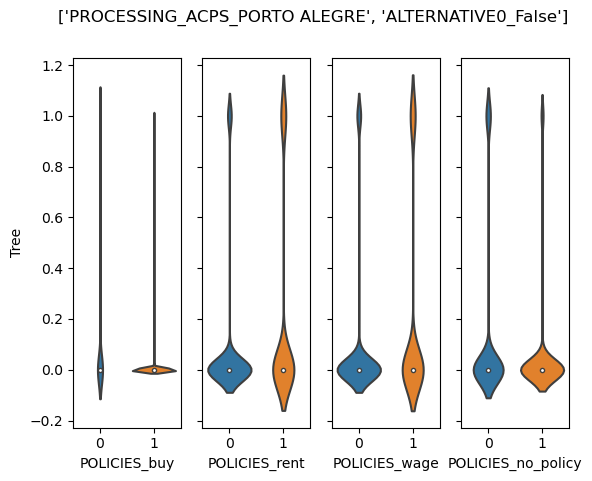 ['PROCESSING_ACPS_PORTO ALEGRE', 'ALTERNATIVE0_False']
Tree
1.2
1.0
0.8
0.6
0.4
0.2
0.0
−0.2
0 1 0 1 0 1 0 1
POLICIES_buy POLICIES_rent POLICIES_wage POLICIES_no_policy